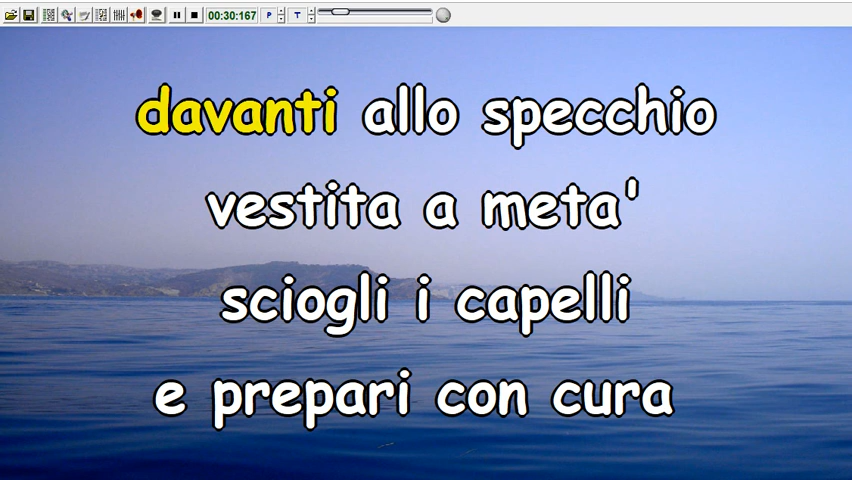 00:30:167 P T
davanti allo specchio
vestita a meta'
sciogli i capelli
e prepari con cura